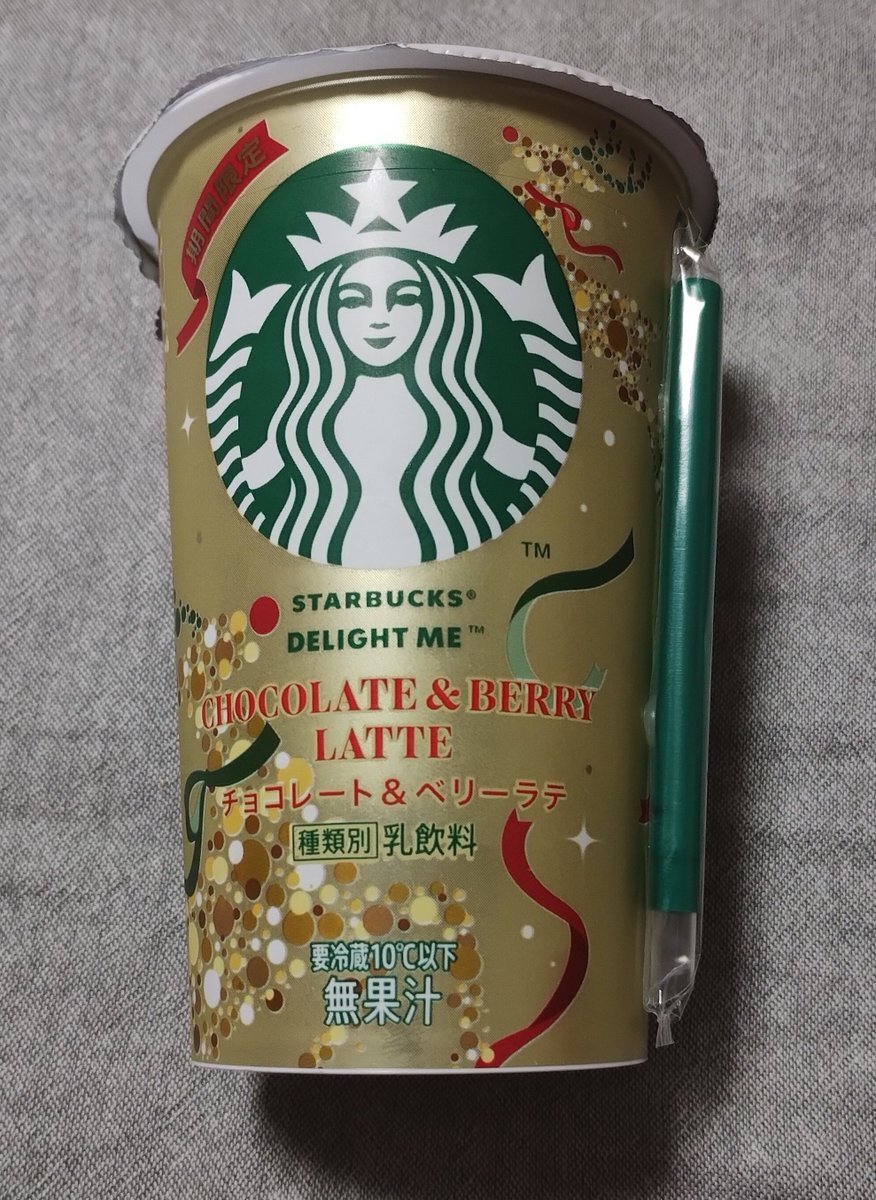 期間限定
TM
STARBUCKS®
DELIGHT ME™
CHOCOLATE & BERRY
LATTE
チョコレート & ベリーラテ
種類別 乳飲料
要冷蔵10℃以下
無果汁